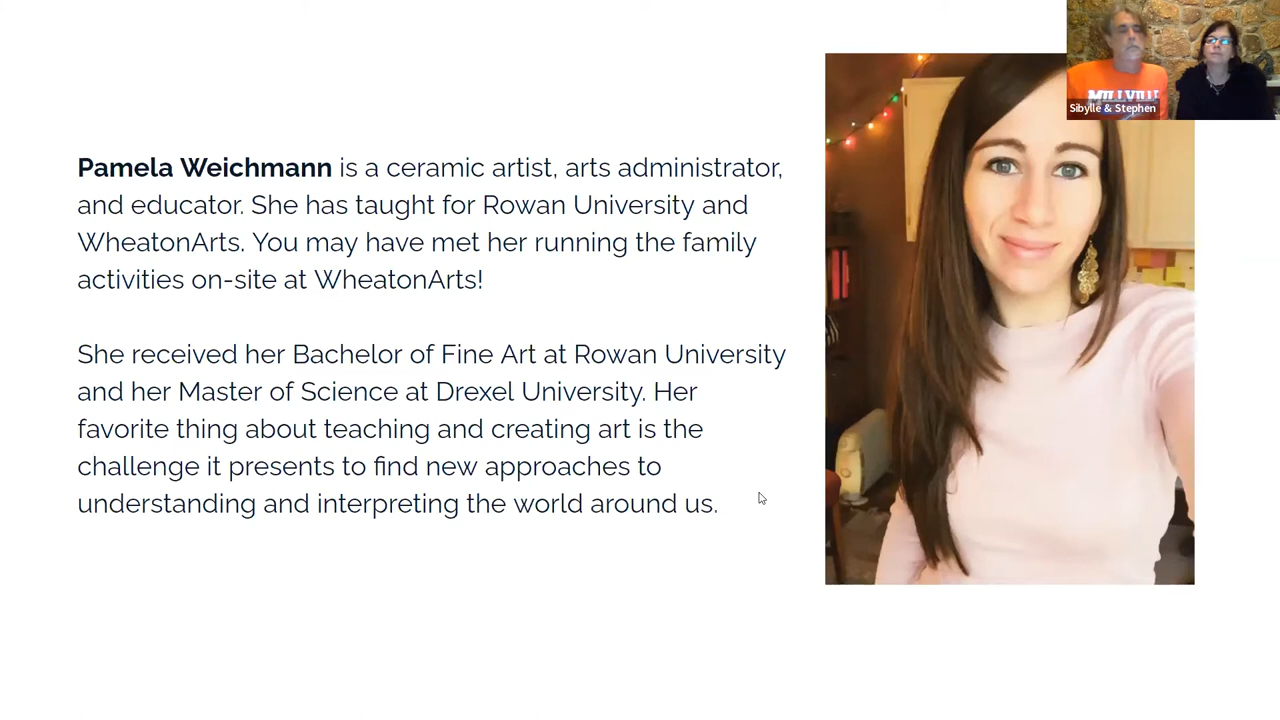 Pamela Weichmann is a ceramic artist, arts administrator,
and educator. She has taught for Rowan University and
WheatonArts. You may have met her running the family
activities on-site at WheatonArts!
She received her Bachelor of Fine Art at Rowan University
and her Master of Science at Drexel University. Her
favorite thing about teaching and creating art is the
challenge it presents to find new approaches to
understanding and interpreting the world around us.
MILLVILLE
Sibylle & Stephen